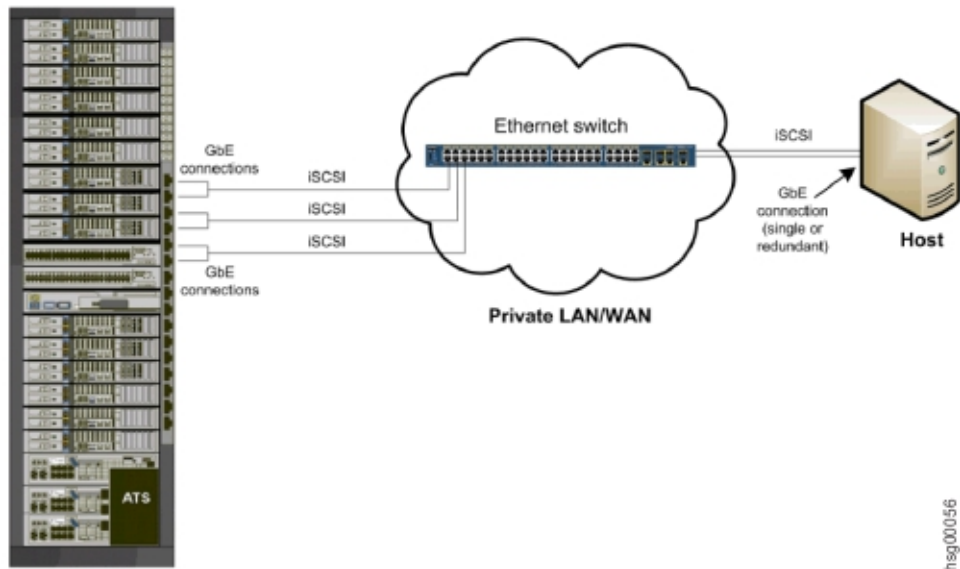 GbE
connections
iSCSI
iSCSI
iSCSI
GbE
connections
Ethernet switch
Private LAN/WAN
iSCSI
GbE
connection
(single or
redundant)
Host
ATS
hsg00056